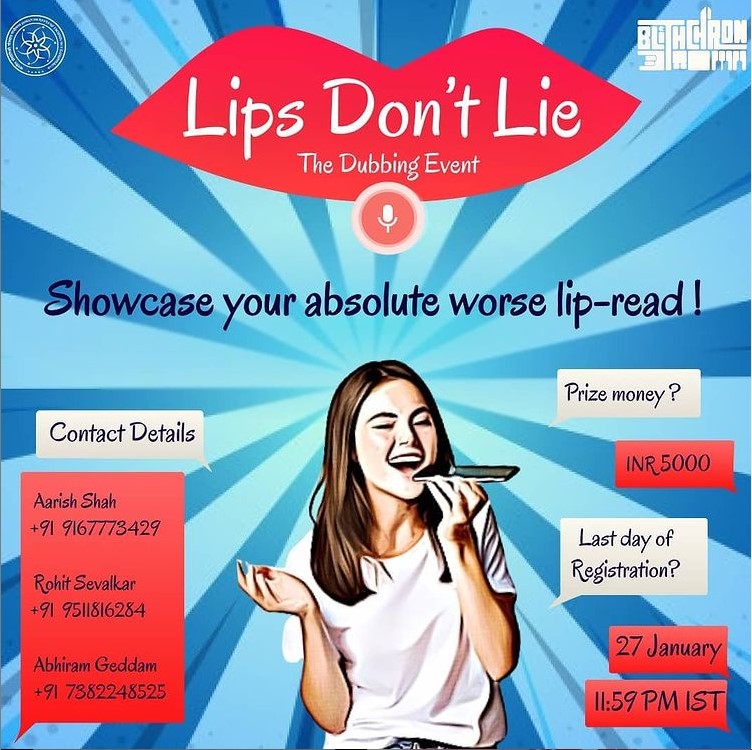 BLITHCHRON
Lips Don't Lie
The Dubbing Event
Showcase your absolute worse lip-read !
Contact Details
Aarish Shah
+91 9167773429
Rohit Sevalkar
+91 9511816284
Abhiram Geddam
+91 7382248525
Prize money ?
INR 5000
Last day of
Registration?
27 January
11:59 PM IST